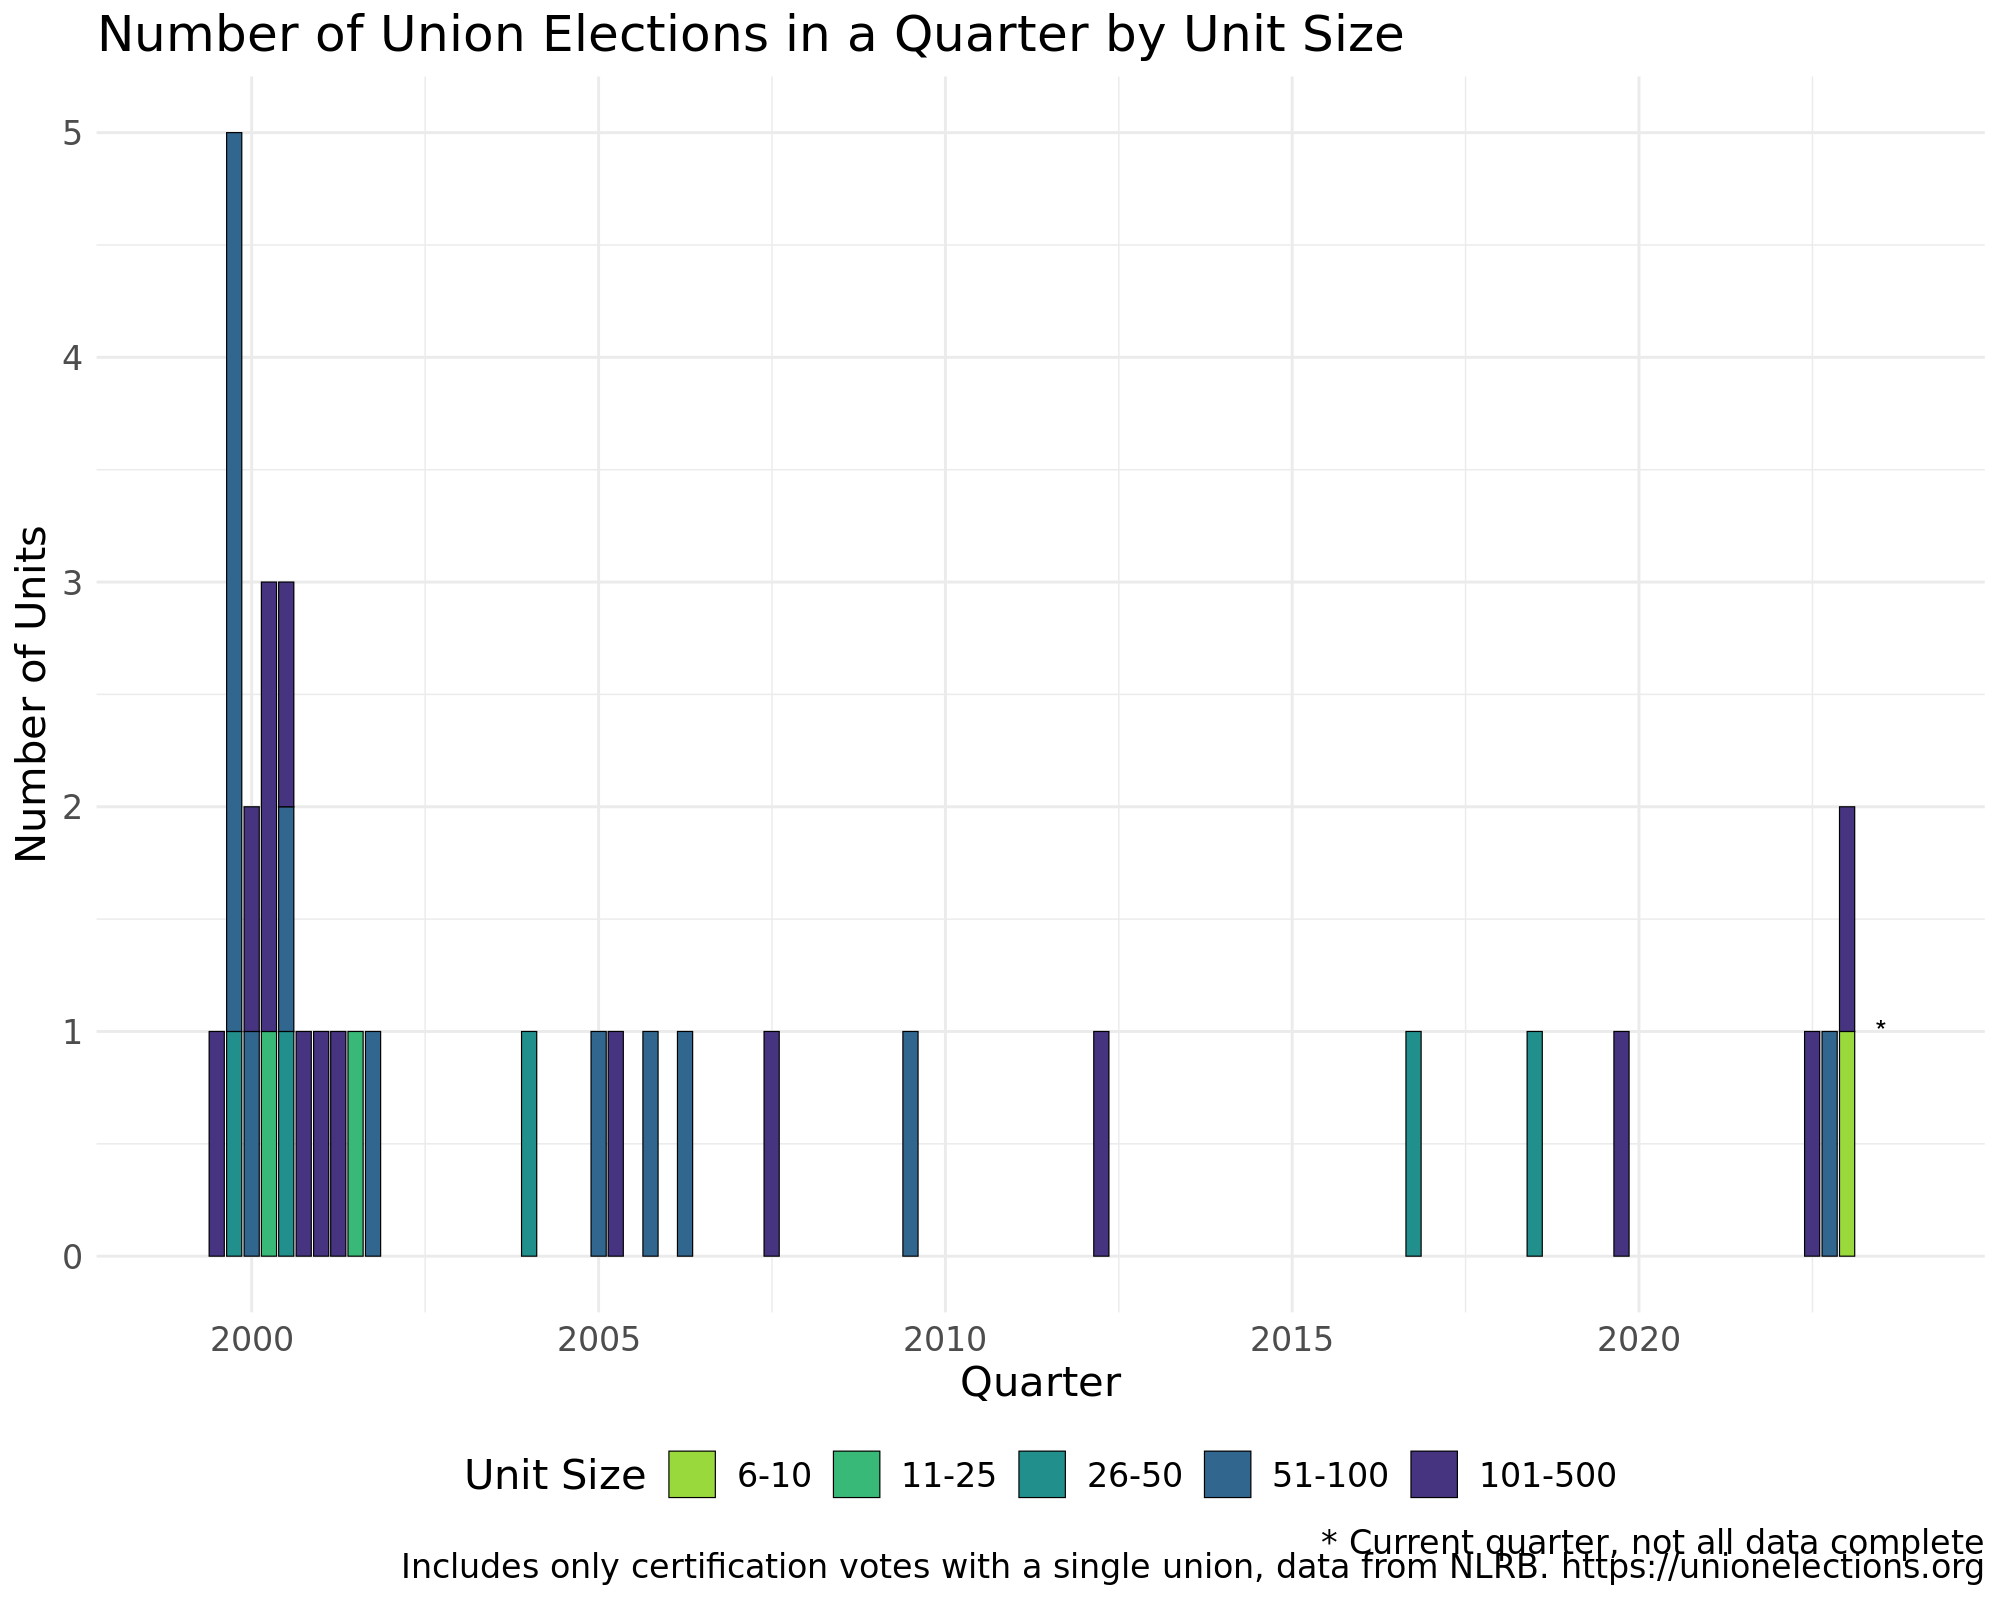 Number of Union Elections in a Quarter by Unit Size
Number of Units
5
4
3
2
1
0
*
2000 2005 2010 2015 2020
Quarter
Unit Size 6-10 11-25 26-50 51-100 101-500
* Current quarter, not all data complete
Includes only certification votes with a single union, data from NLRB. https://unionelections.org